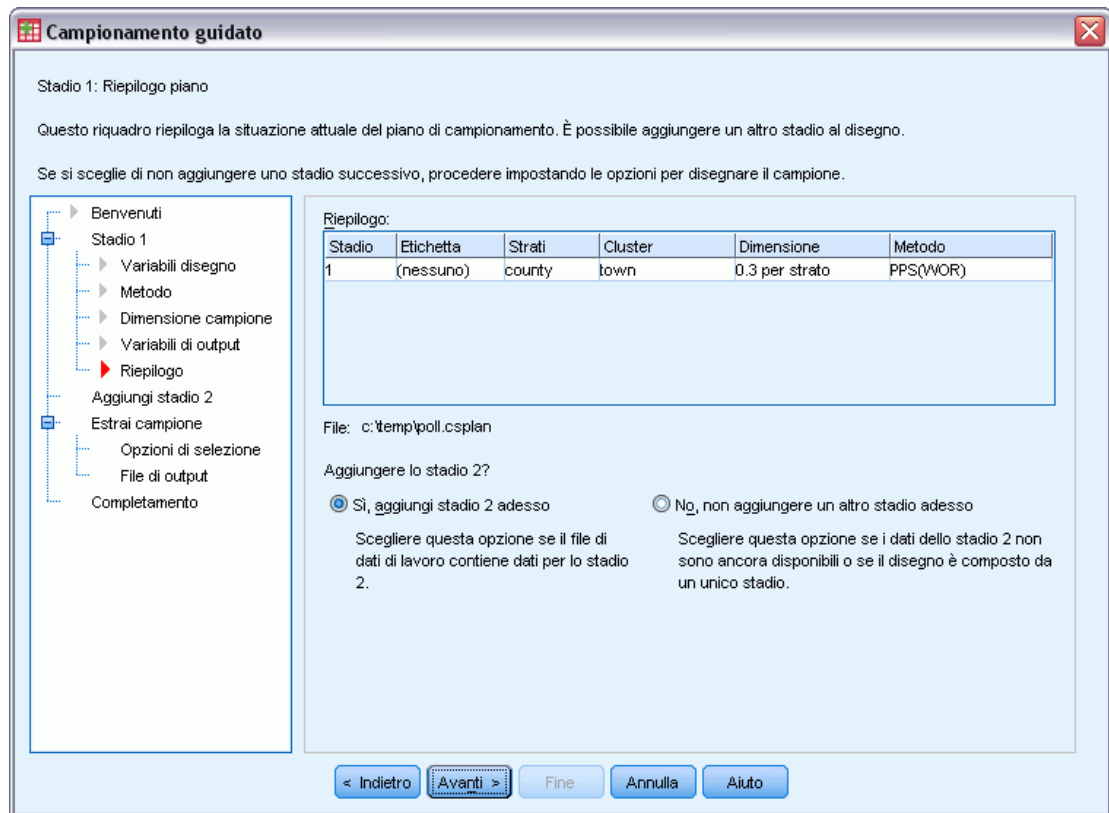 Campionamento guidato
Stadio 1: Riepilogo piano
Questo riquadro riepiloga la situazione attuale del piano di campionamento. È possibile aggiungere un altro stadio al disegno.
Se si sceglie di non aggiungere uno stadio successivo, procedere impostando le opzioni per disegnare il campione.
Benvenuti
Stadio 1
Variabili disegno
Metodo
Dimensione campione
Variabili di output
Riepilogo
Aggiungi stadio 2
Estrai campione
Opzioni di selezione
File di output
Completamento
Riepilogo:
Stadio Etichetta Strati Cluster Dimensione Metodo
1 (nessuno) county town 0.3 per strato PPS(WOR)
File: c:\temp\poll.csplan
Aggiungere lo stadio 2?
Sì, aggiungi stadio 2 adesso
Scegliere questa opzione se il file di
dati di lavoro contiene dati per lo stadio
2.
No, non aggiungere un altro stadio adesso
Scegliere questa opzione se i dati dello stadio 2 non
sono ancora disponibili o se il disegno è composto da
un unico stadio.
< Indietro Avanti > Fine Annulla Aiuto